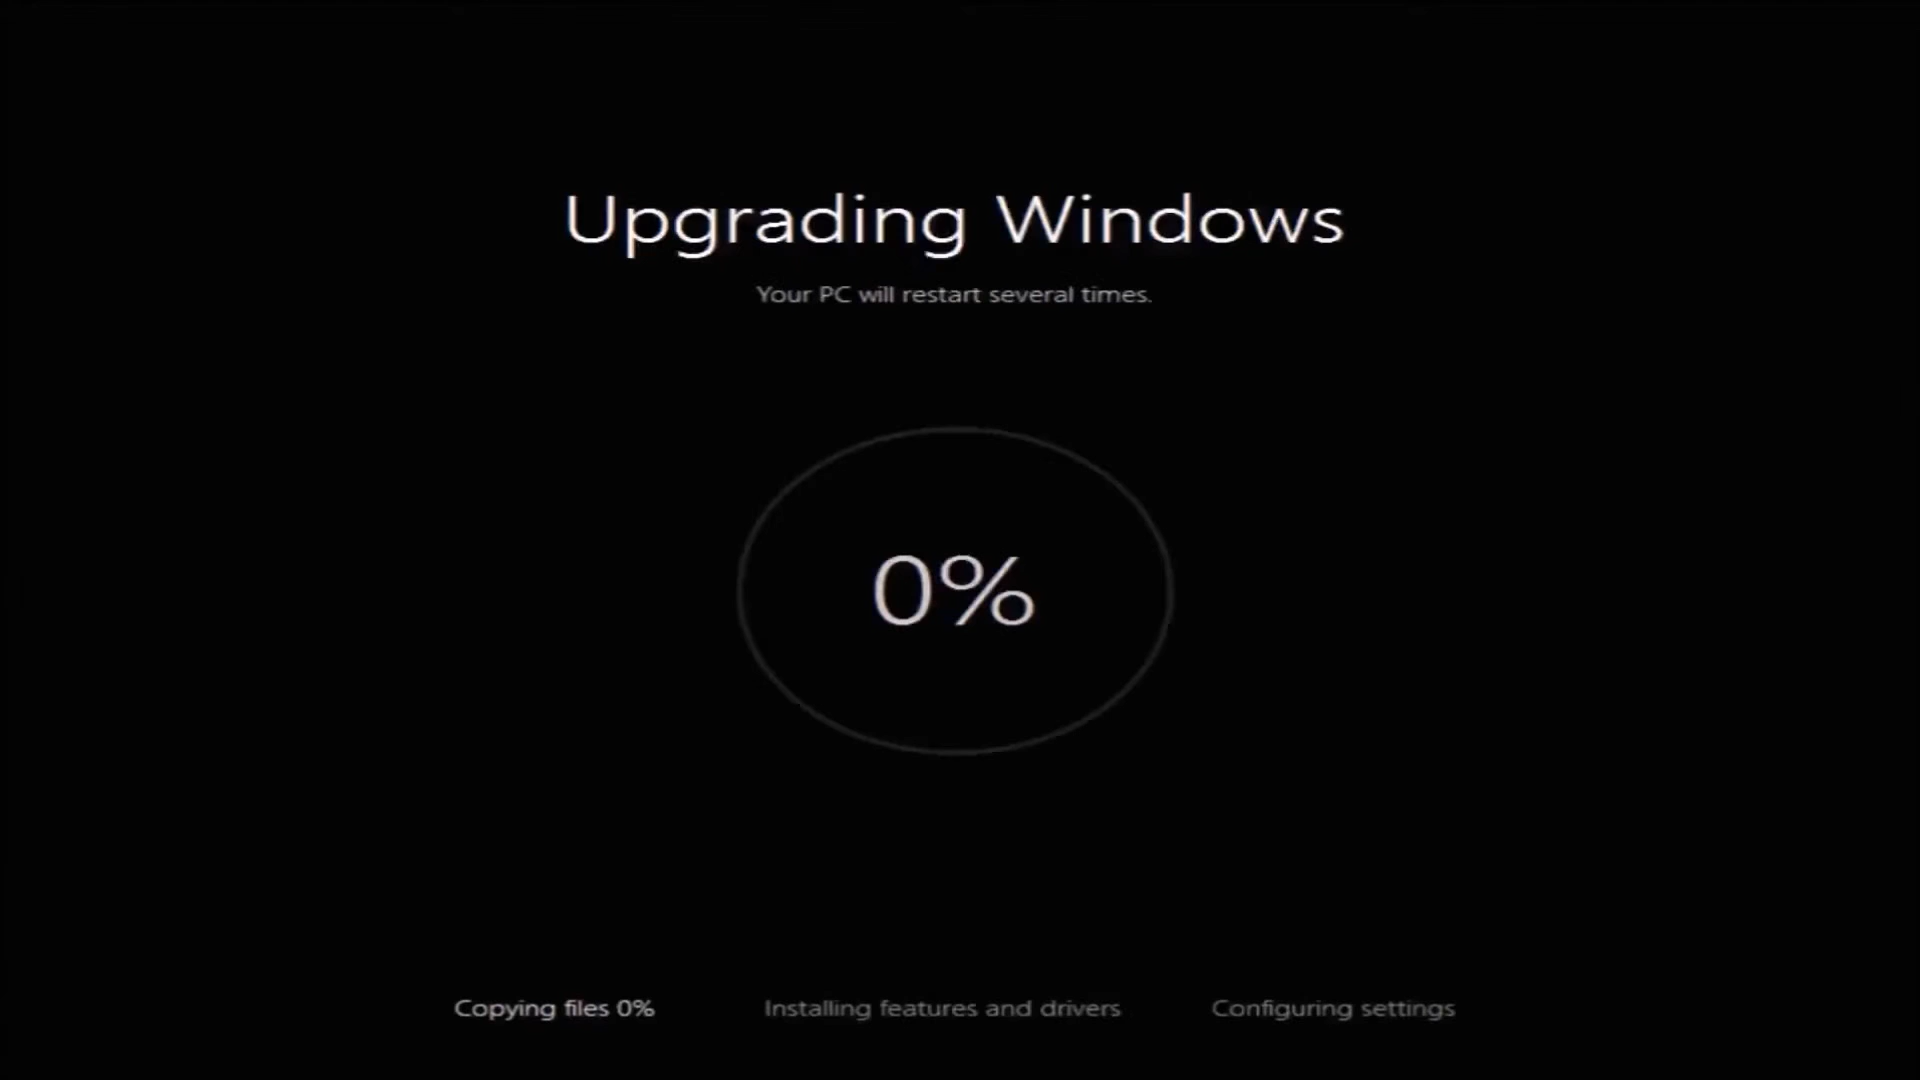 Upgrading Windows
Your PC will restart several times.
0%
Copying files 0%
Installing features and drivers
Configuring settings